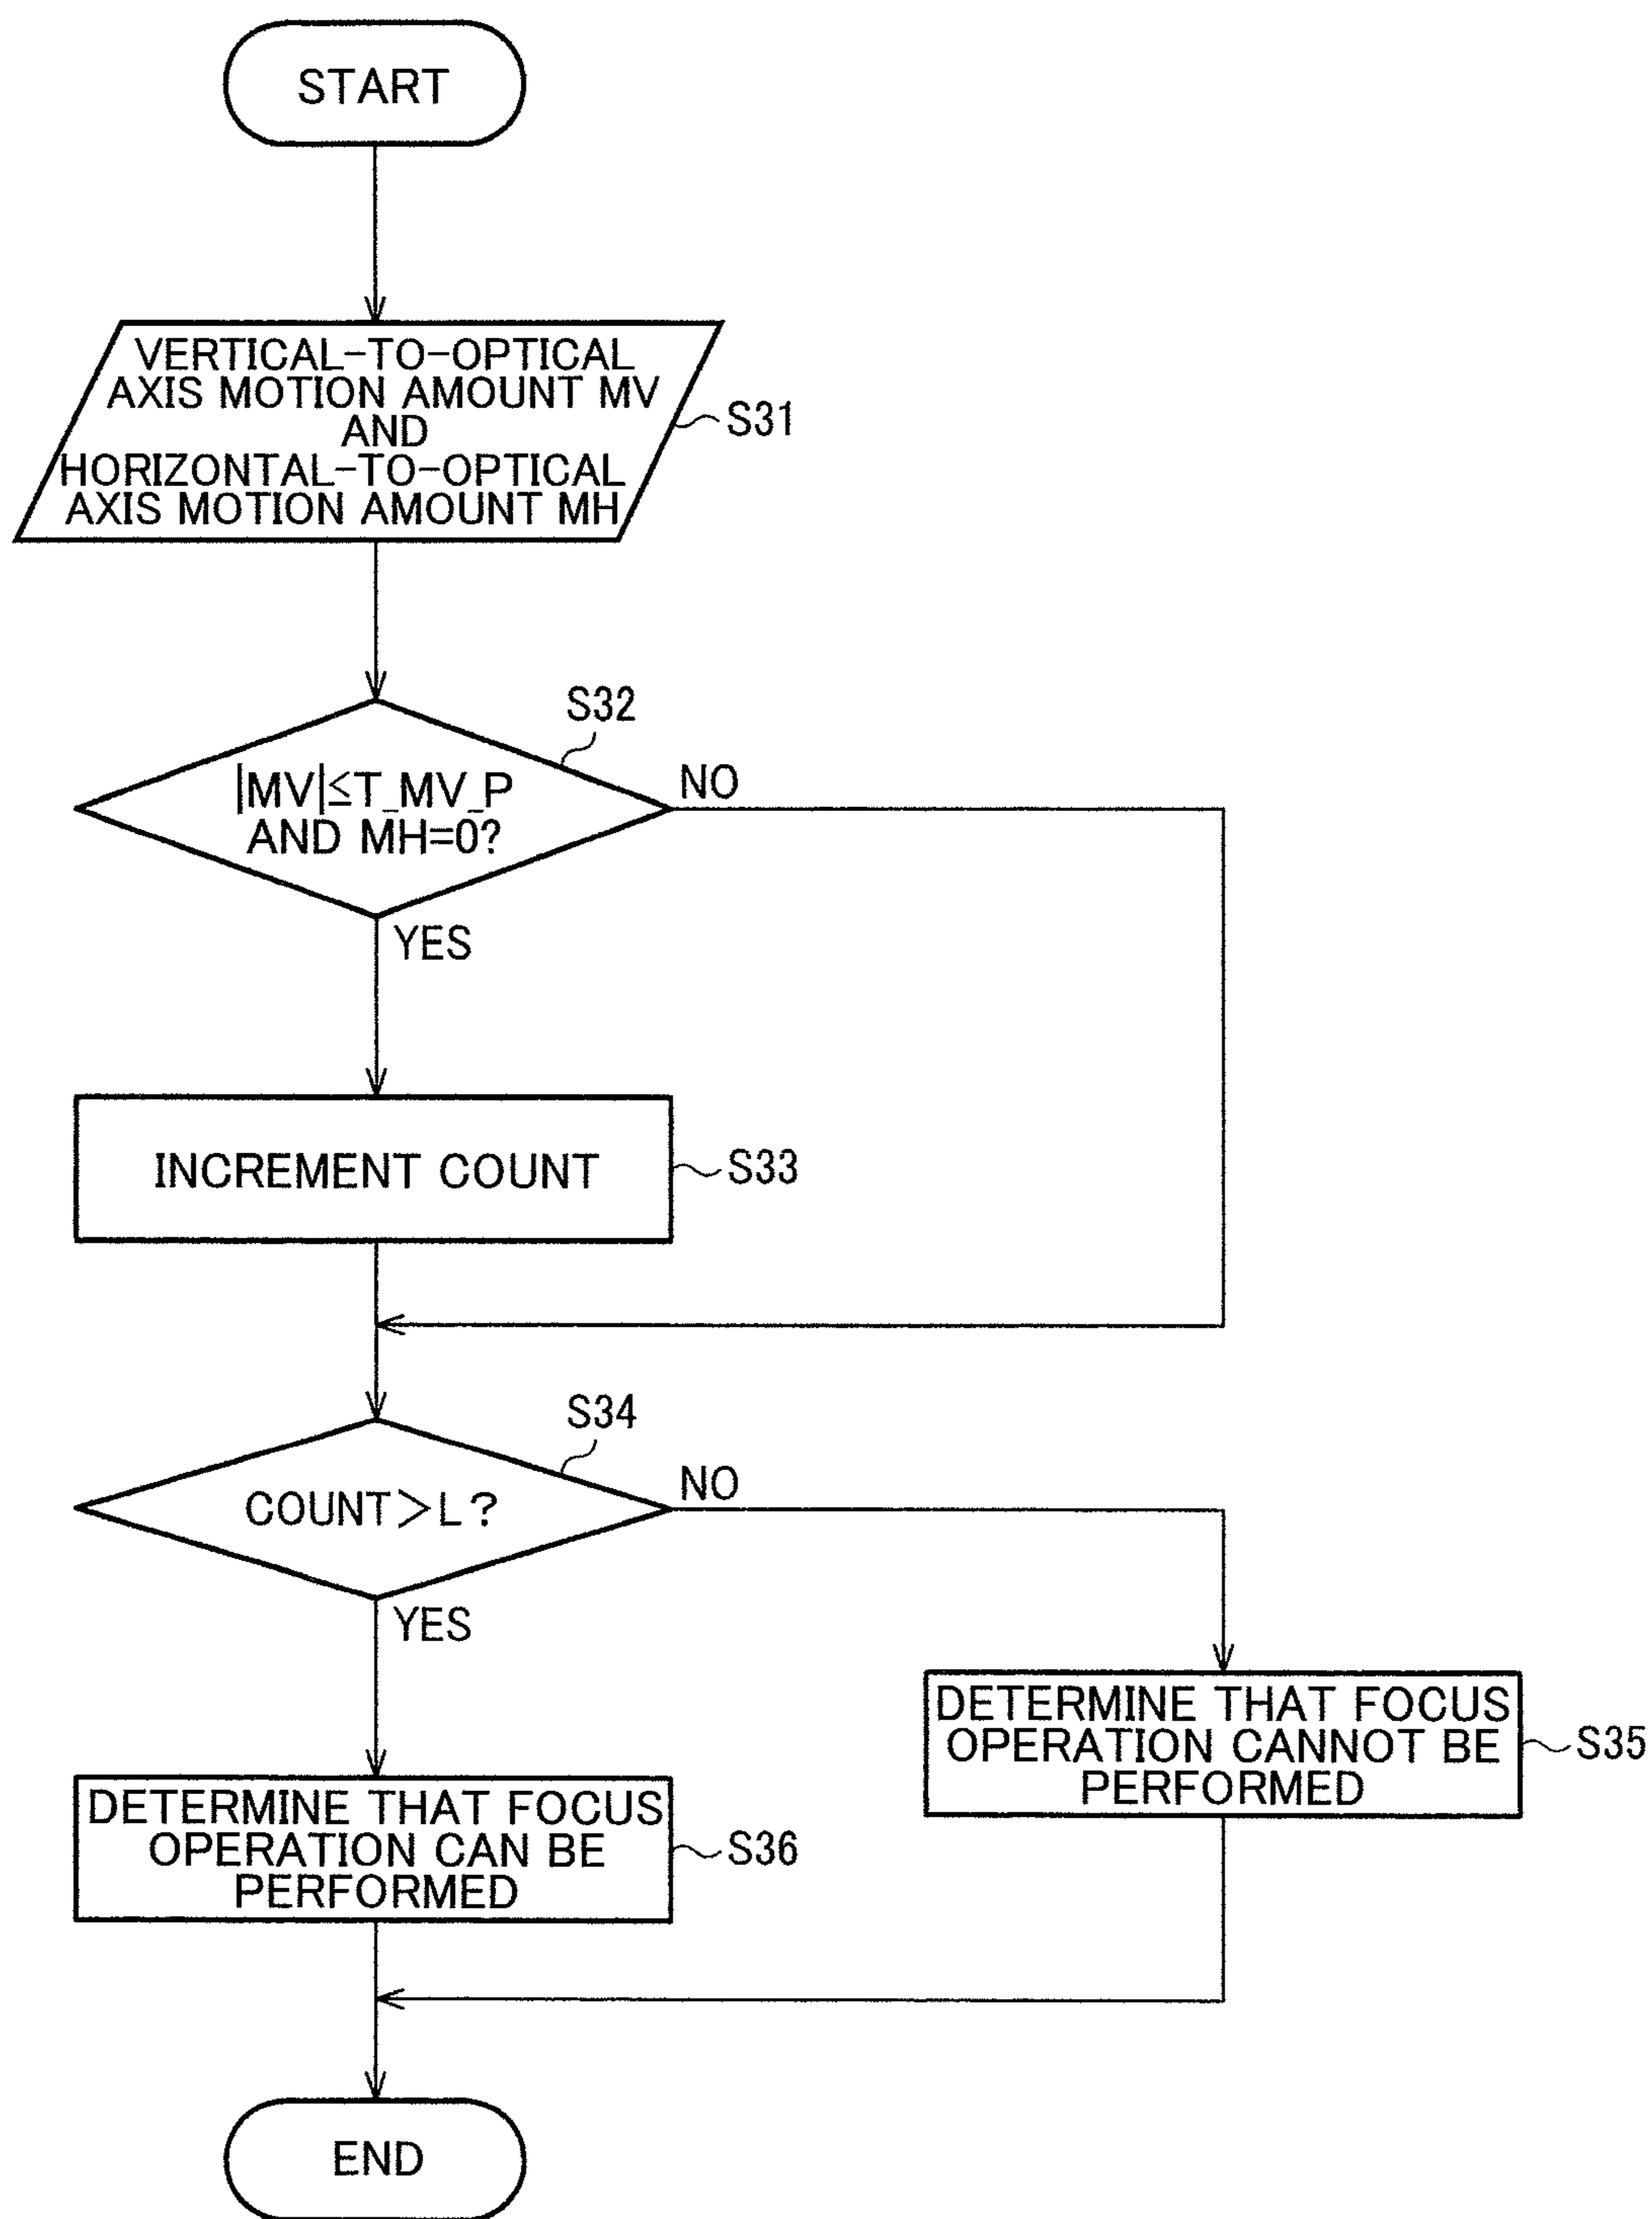 START
VERTICAL-TO-OPTICAL
AXIS MOTION AMOUNT MV
AND
HORIZONTAL-TO-OPTICAL
AXIS MOTION AMOUNT MH
S31
S32
|MV|≤T_MV_P
AND MH=0?
NO
YES
INCREMENT COUNT
S33
S34
COUNT>L?
NO
YES
DETERMINE THAT FOCUS
OPERATION CANNOT BE
PERFORMED
S35
DETERMINE THAT FOCUS
OPERATION CAN BE
PERFORMED
S36
END